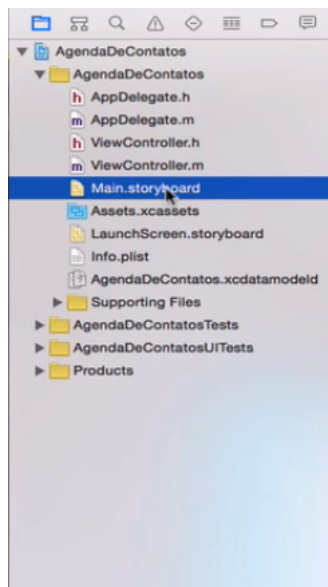 AgendaDeContatos
AgendaDeContatos
h AppDelegate.h
m AppDelegate.m
h ViewController.h
m ViewController.m
Main.storyboard
Assets.xcassets
LaunchScreen.storyboard
Info.plist
AgendaDeContatos.xcdatamodeld
Supporting Files
AgendaDeContatosTests
AgendaDeContatosUITests
Products